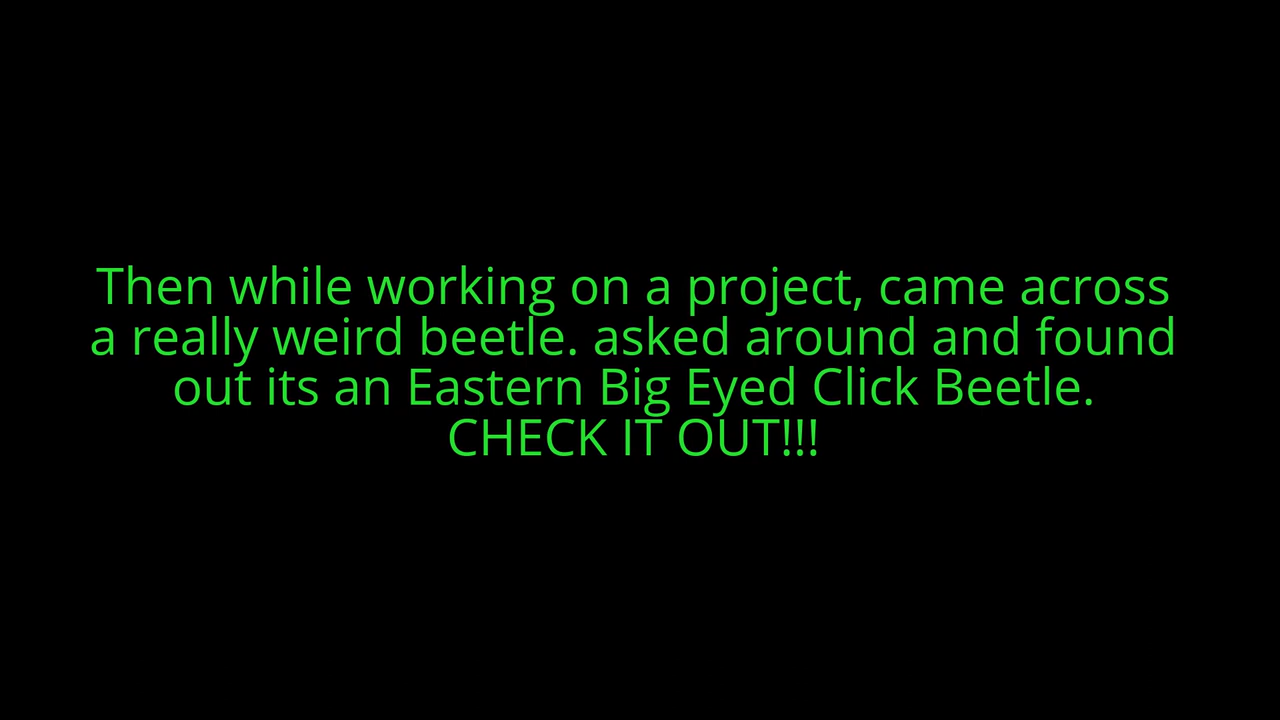 Then while working on a project, came across
a really weird beetle. asked around and found
out its an Eastern Big Eyed Click Beetle.
CHECK IT OUT!!!